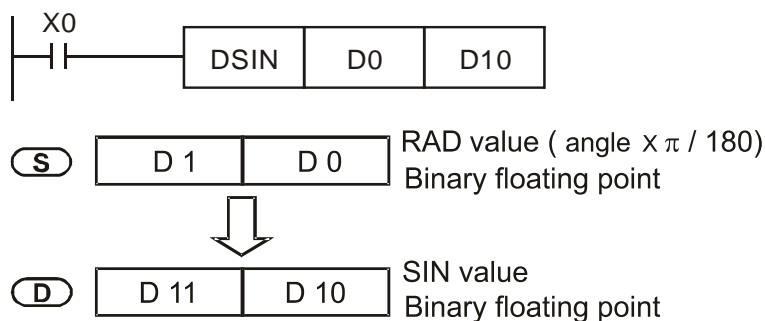 X0
DSIN D0 D10
S D 1 D 0 RAD value ( angle x π / 180)
Binary floating point
D D 11 D 10 SIN value
Binary floating point